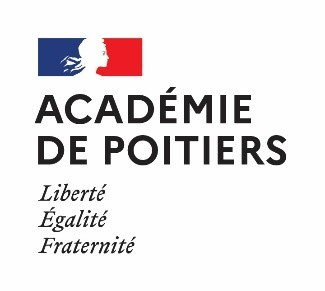 ACADÉMIE
DE POITIERS
Liberté
Égalité
Fraternité